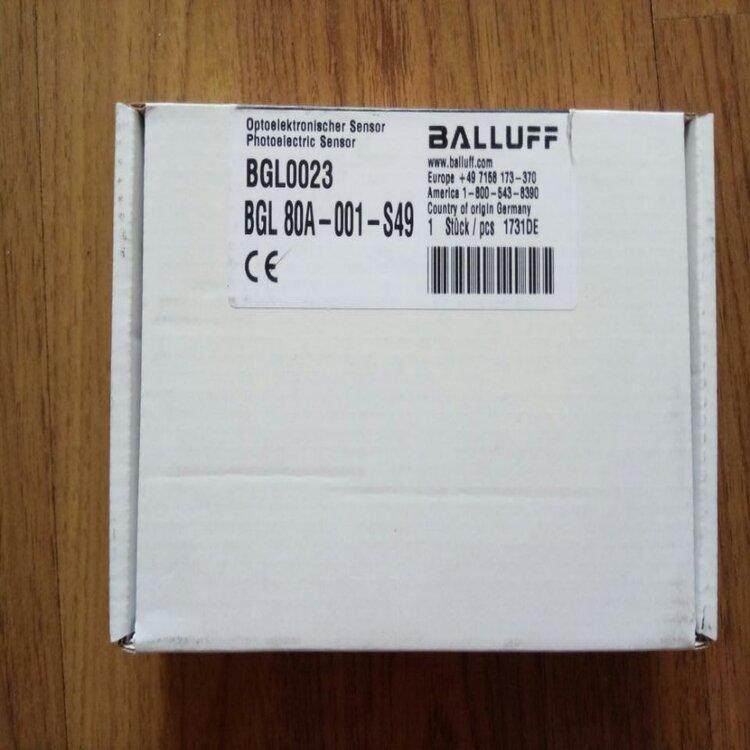 Optoelektronischer Sensor
Photoelectric Sensor
BGL0023
BGL 80A-001-S49
CE
BALLUFF
www.balluff.com
Europe +49 7158 173-370
America 1-800-543-8390
Country of origin Germany
1 Stück / pcs 1731DE